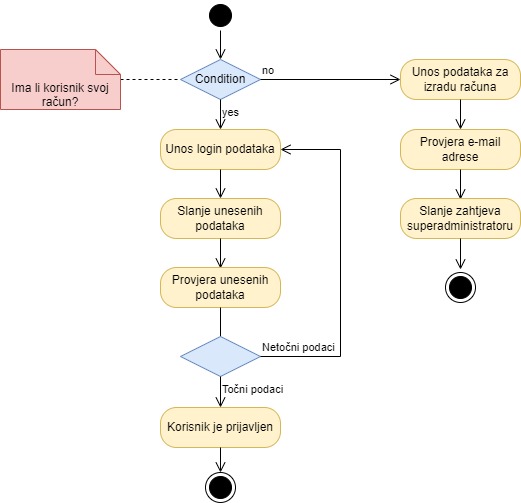 Ima li korisnik svoj
račun?
Condition
no
yes
Unos login podataka
Slanje unesenih
podataka
Provjera unesenih
podataka
Netočni podaci
Točni podaci
Korisnik je prijavljen
Unos podataka za
izradu računa
Provjera e-mail
adrese
Slanje zahtjeva
superadministratoru